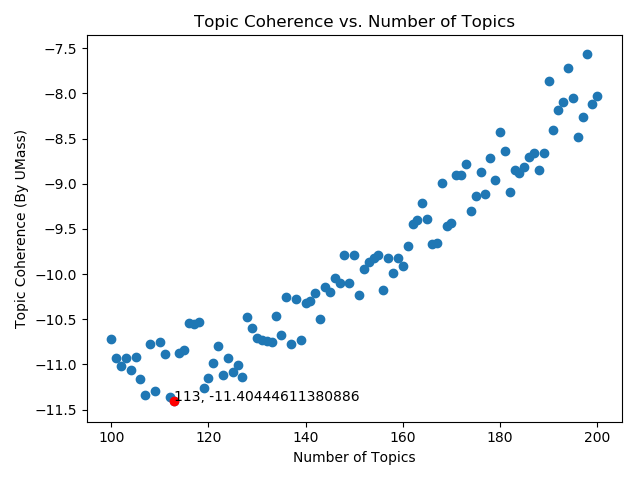 Topic Coherence vs. Number of Topics
Topic Coherence (By UMass)
−7.5
−8.0
−8.5
−9.0
−9.5
−10.0
−10.5
−11.0
−11.5
113, -11.40444611380886
100 120 140 160 180 200
Number of Topics